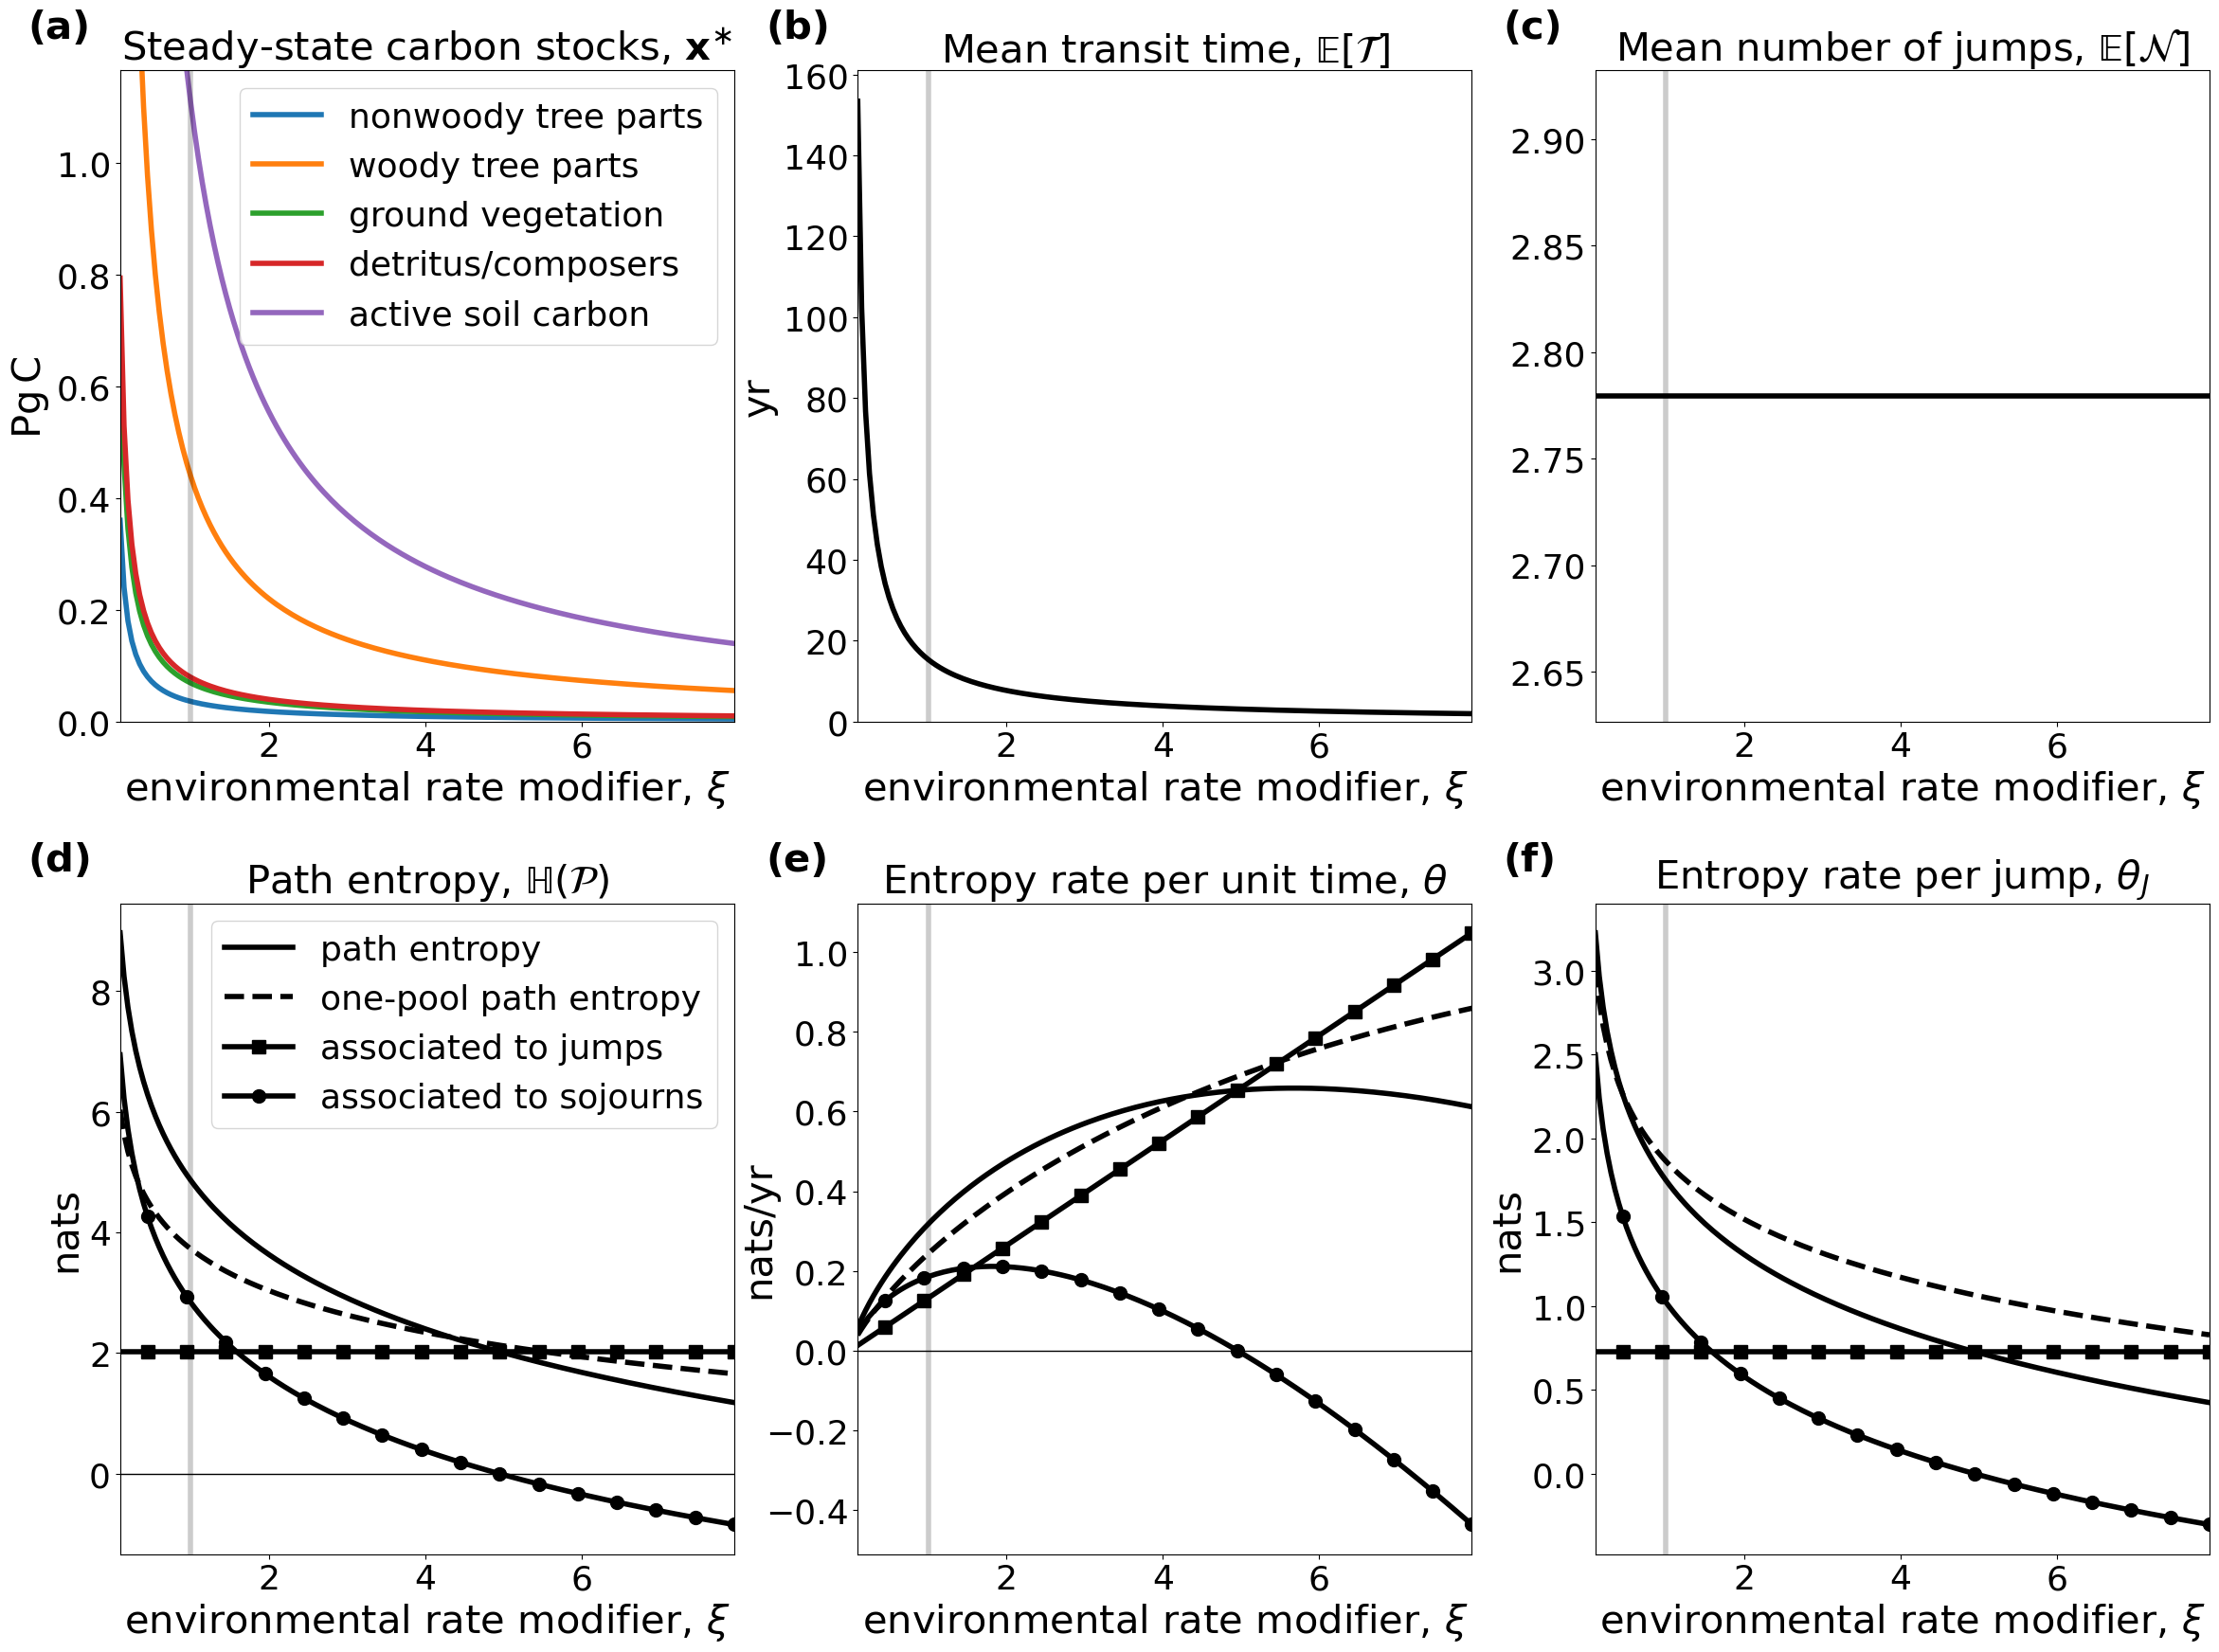 (a)
Steady-state carbon stocks, x*
Pg C
1.0
0.8
0.6
0.4
0.2
0.0
nonwoody tree parts
woody tree parts
ground vegetation
detritus/composers
active soil carbon
2 4 6
environmental rate modifier, ξ
(b)
Mean transit time, 𝔼[𝒯]
yr
160
140
120
100
80
60
40
20
0
2 4 6
environmental rate modifier, ξ
(c)
Mean number of jumps, 𝔼[𝒩]
2.90
2.85
2.80
2.75
2.70
2.65
2 4 6
environmental rate modifier, ξ
(d)
Path entropy, ℍ(𝒫)
nats
8
6
4
2
0
path entropy
one-pool path entropy
associated to jumps
associated to sojourns
2 4 6
environmental rate modifier, ξ
(e)
Entropy rate per unit time, θ
nats/yr
1.0
0.8
0.6
0.4
0.2
0.0
−0.2
−0.4
2 4 6
environmental rate modifier, ξ
(f)
Entropy rate per jump, θ_J
nats
3.0
2.5
2.0
1.5
1.0
0.5
0.0
2 4 6
environmental rate modifier, ξ